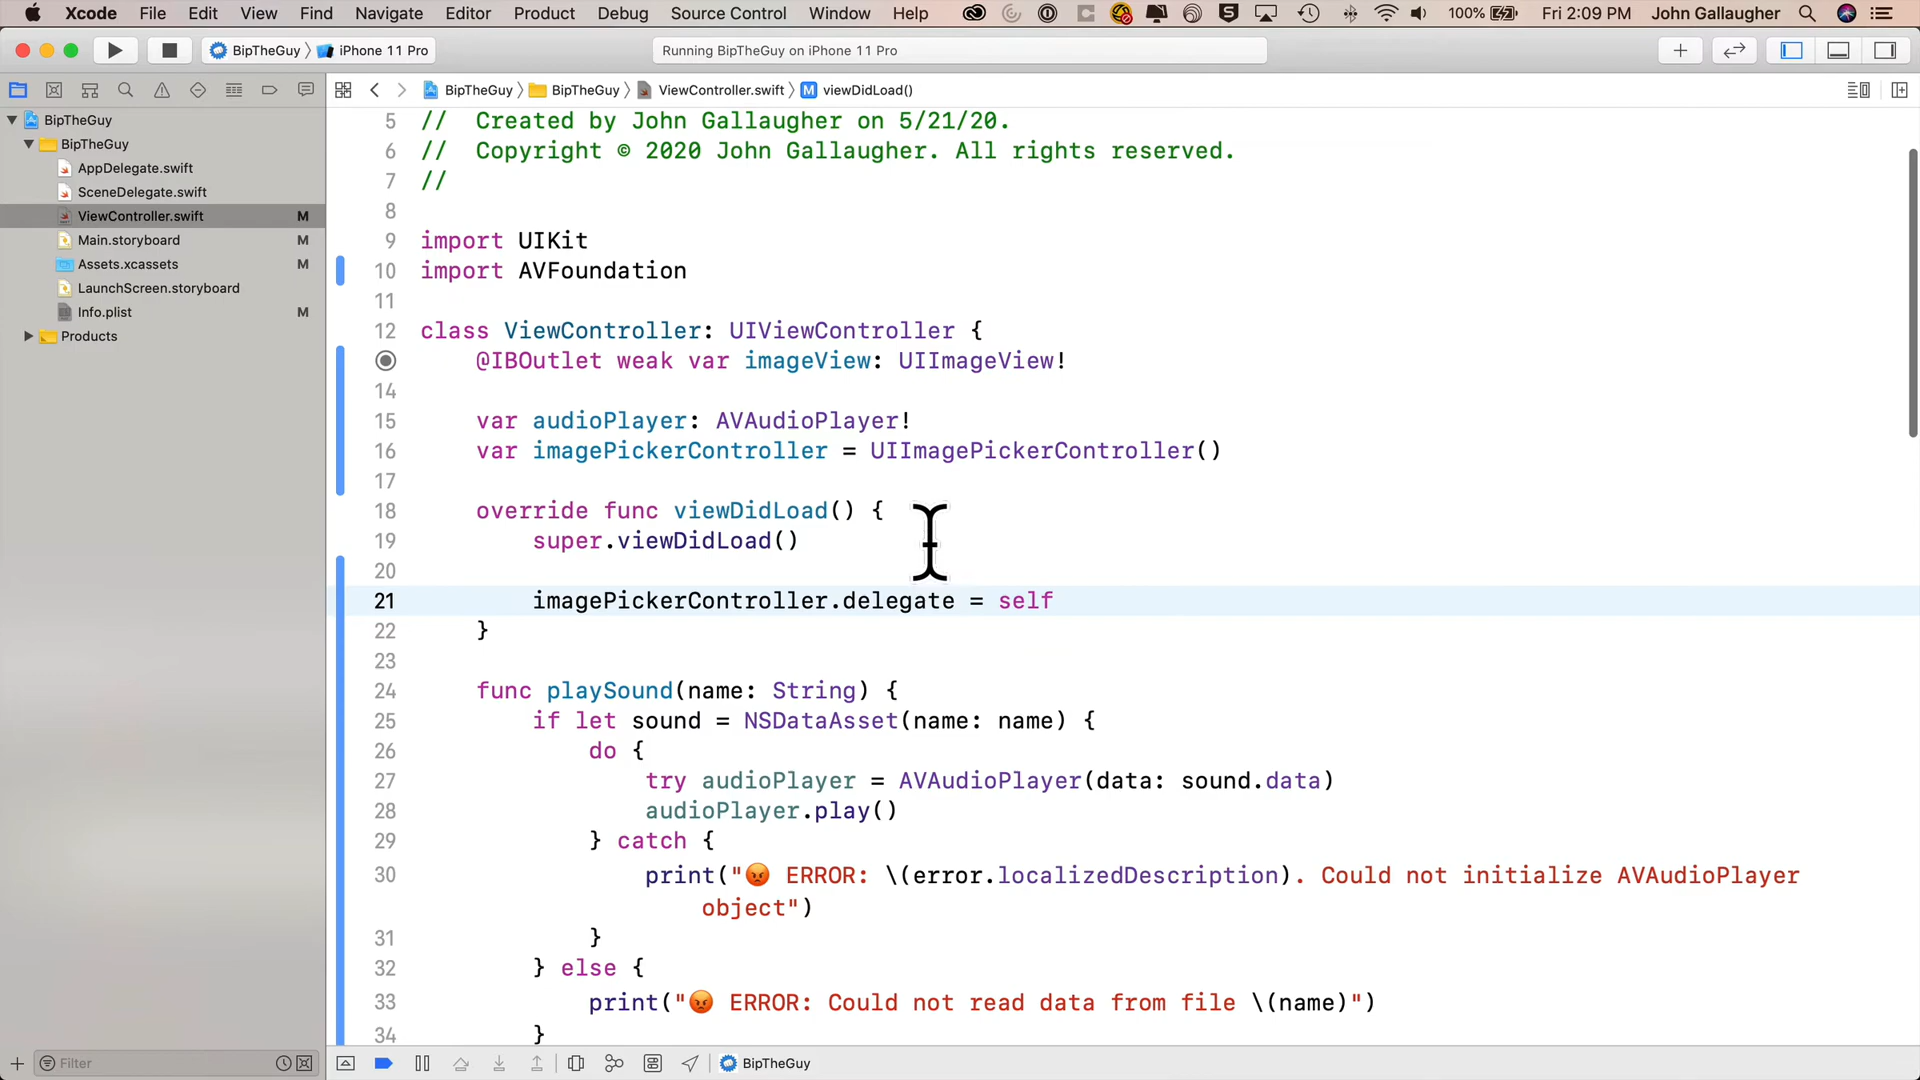 Xcode File Edit View Find Navigate Editor Product Debug Source Control Window Help 100% Fri 2:09 PM John Gallaugher
BipTheGuy iPhone 11 Pro Running BipTheGuy on iPhone 11 Pro
BipTheGuy BipTheGuy ViewController.swift M viewDidLoad()
BipTheGuy
BipTheGuy
AppDelegate.swift
SceneDelegate.swift
ViewController.swift M
Main.storyboard M
Assets.xcassets M
LaunchScreen.storyboard
Info.plist M
Products
5 // Created by John Gallaugher on 5/21/20.
6 // Copyright © 2020 John Gallaugher. All rights reserved.
7 //
8
9 import UIKit
10 import AVFoundation
11
12 class ViewController: UIViewController {
@IBOutlet weak var imageView: UIImageView!
14
15 var audioPlayer: AVAudioPlayer!
16 var imagePickerController = UIImagePickerController()
17
18 override func viewDidLoad() {
19 super.viewDidLoad()
20
21 imagePickerController.delegate = self
22 }
23
24 func playSound(name: String) {
25 if let sound = NSDataAsset(name: name) {
26 do {
27 try audioPlayer = AVAudioPlayer(data: sound.data)
28 audioPlayer.play()
29 } catch {
30 print("😡 ERROR: \(error.localizedDescription). Could not initialize AVAudioPlayer
object")
31 }
32 } else {
33 print("😡 ERROR: Could not read data from file \(name)")
34 }
Filter
BipTheGuy